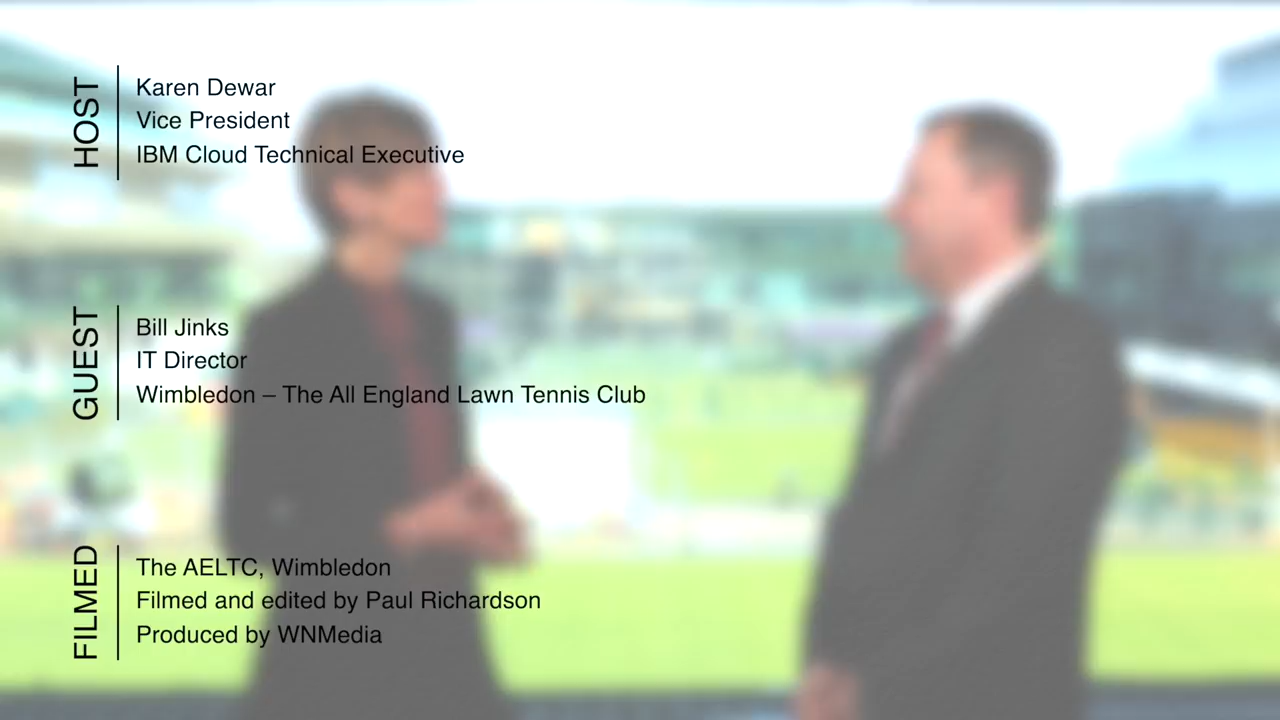 HOST
Karen Dewar
Vice President
IBM Cloud Technical Executive
GUEST
Bill Jinks
IT Director
Wimbledon – The All England Lawn Tennis Club
FILMED
The AELTC, Wimbledon
Filmed and edited by Paul Richardson
Produced by WNMedia